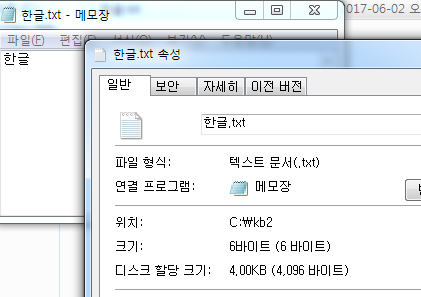 한글.txt - 메모장
2017-06-02 오
파일(F) 편집
한글
한글.txt 속성
일반 보안 자세히 이전 버전
한글.txt
파일 형식: 텍스트 문서(.txt)
연결 프로그램: 메모장
위치: C:\kb2
크기: 6바이트 (6 바이트)
디스크 할당 크기: 4.00KB (4,096 바이트)